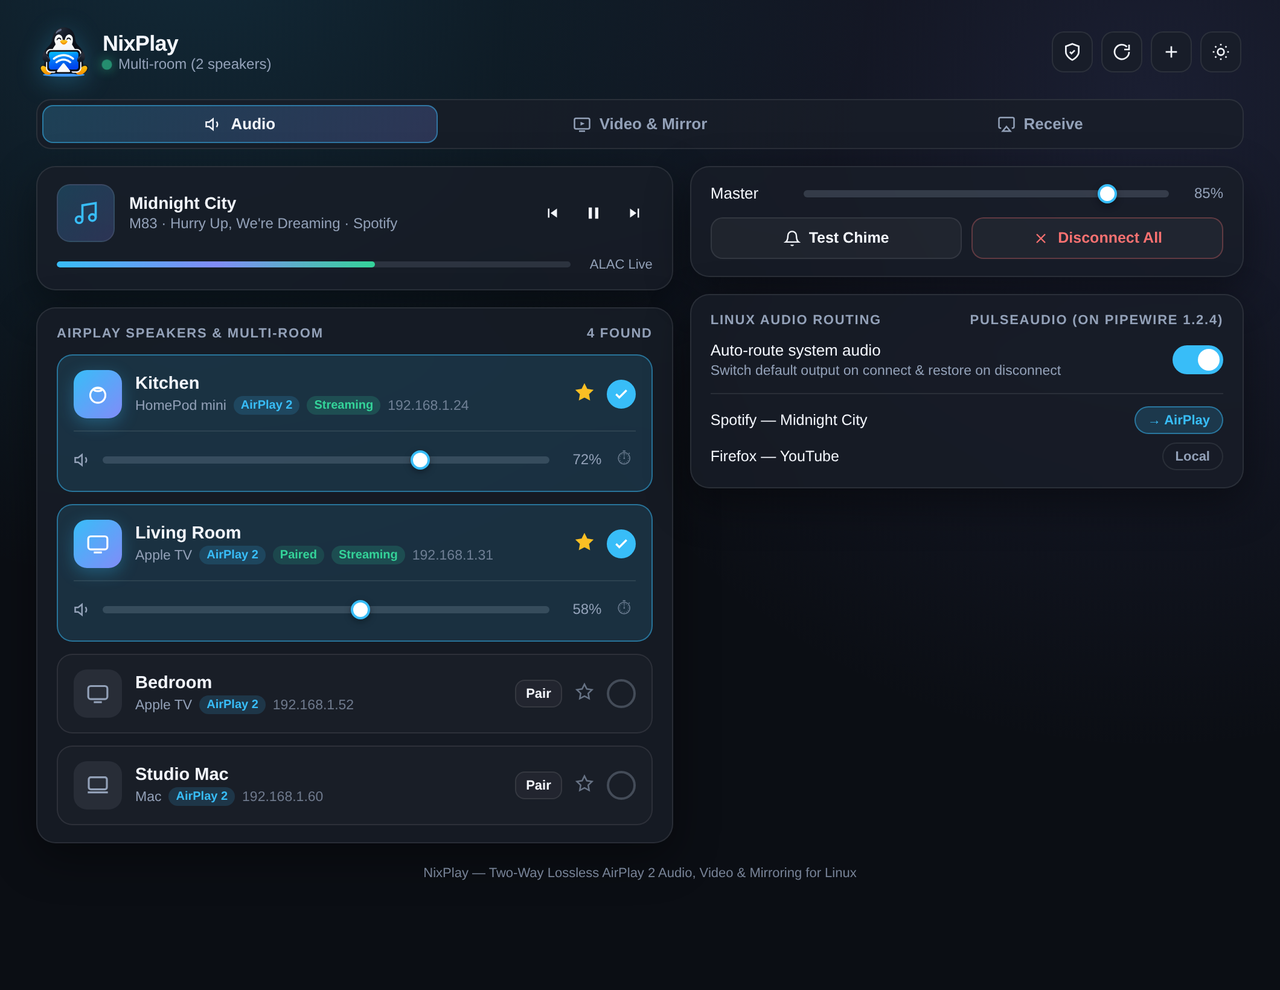 NixPlay
Multi-room (2 speakers)
Audio
Video & Mirror
Receive
Midnight City
M83 · Hurry Up, We're Dreaming · Spotify
ALAC Live
AIRPLAY SPEAKERS & MULTI-ROOM
4 FOUND
Kitchen
HomePod mini AirPlay 2 Streaming 192.168.1.24
72%
Living Room
Apple TV AirPlay 2 Paired Streaming 192.168.1.31
58%
Bedroom
Apple TV AirPlay 2 192.168.1.52
Pair
Studio Mac
Mac AirPlay 2 192.168.1.60
Pair
Master
85%
Test Chime
Disconnect All
LINUX AUDIO ROUTING
PULSEAUDIO (ON PIPEWIRE 1.2.4)
Auto-route system audio
Switch default output on connect & restore on disconnect
Spotify — Midnight City
→ AirPlay
Firefox — YouTube
Local
NixPlay — Two-Way Lossless AirPlay 2 Audio, Video & Mirroring for Linux